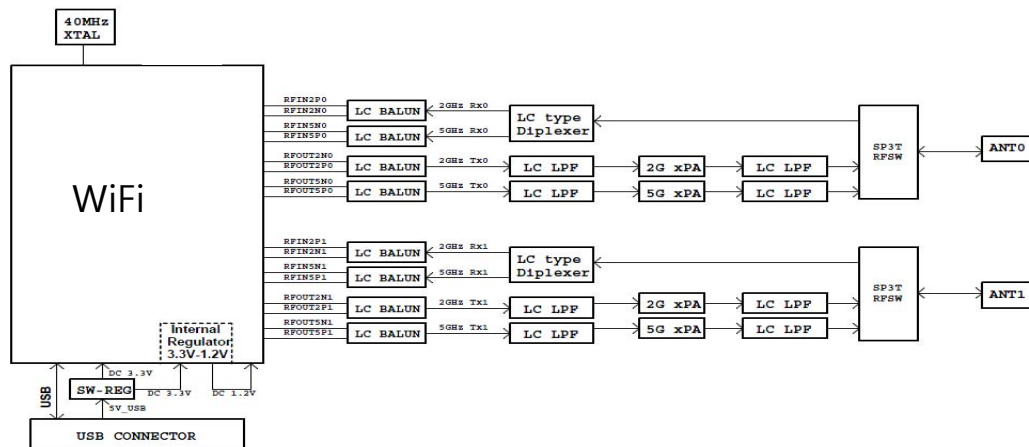 40MHz
XTAL
WiFi
RFIN2P0
RFIN2N0
LC BALUN
2GHz Rx0
RFIN5N0
RFIN5P0
LC BALUN
5GHz Rx0
LC type
Diplexer
RFOUT2N0
RFOUT2P0
LC BALUN
2GHz Tx0
LC LPF
2G xPA
LC LPF
RFOUT5N0
RFOUT5P0
LC BALUN
5GHz Tx0
LC LPF
5G xPA
LC LPF
SP3T
RFSW
ANT0
RFIN2P1
RFIN2N1
LC BALUN
2GHz Rx1
RFIN5N1
RFIN5P1
LC BALUN
5GHz Rx1
LC type
Diplexer
RFOUT2N1
RFOUT2P1
LC BALUN
2GHz Tx1
LC LPF
2G xPA
LC LPF
RFOUT5N1
RFOUT5P1
LC BALUN
5GHz Tx1
LC LPF
5G xPA
LC LPF
SP3T
RFSW
ANT1
Internal
Regulator
3.3V-1.2V
DC 3.3V
USB
SW-REG
DC 3.3V
DC 1.2V
5V_USB
USB CONNECTOR